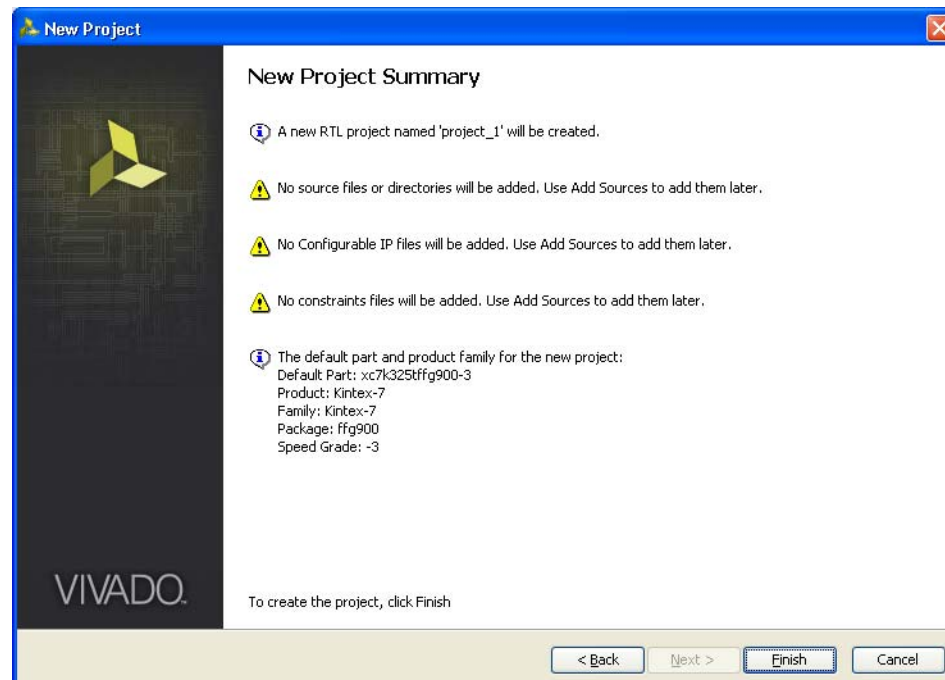 New Project
New Project Summary
A new RTL project named 'project_1' will be created.
No source files or directories will be added. Use Add Sources to add them later.
No Configurable IP files will be added. Use Add Sources to add them later.
No constraints files will be added. Use Add Sources to add them later.
The default part and product family for the new project:
Default Part: xc7k325tffg900-3
Product: Kintex-7
Family: Kintex-7
Package: ffg900
Speed Grade: -3
VIVADO™
To create the project, click Finish
< Back Next > Finish Cancel